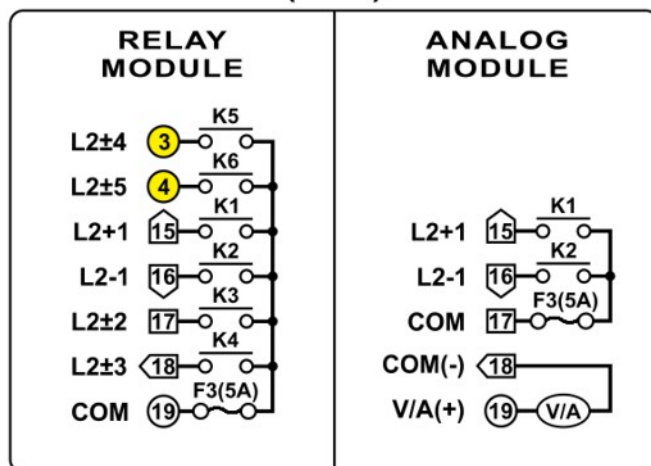 RELAY
MODULE
K5
L2±4 3
K6
L2±5 4
K1
L2+1 15
K2
L2-1 16
K3
L2±2 17
K4
L2±3 18
F3(5A)
COM 19
ANALOG
MODULE
K1
L2+1 15
K2
L2-1 16
F3(5A)
COM 17
COM(-) 18
V/A(+) 19 V/A